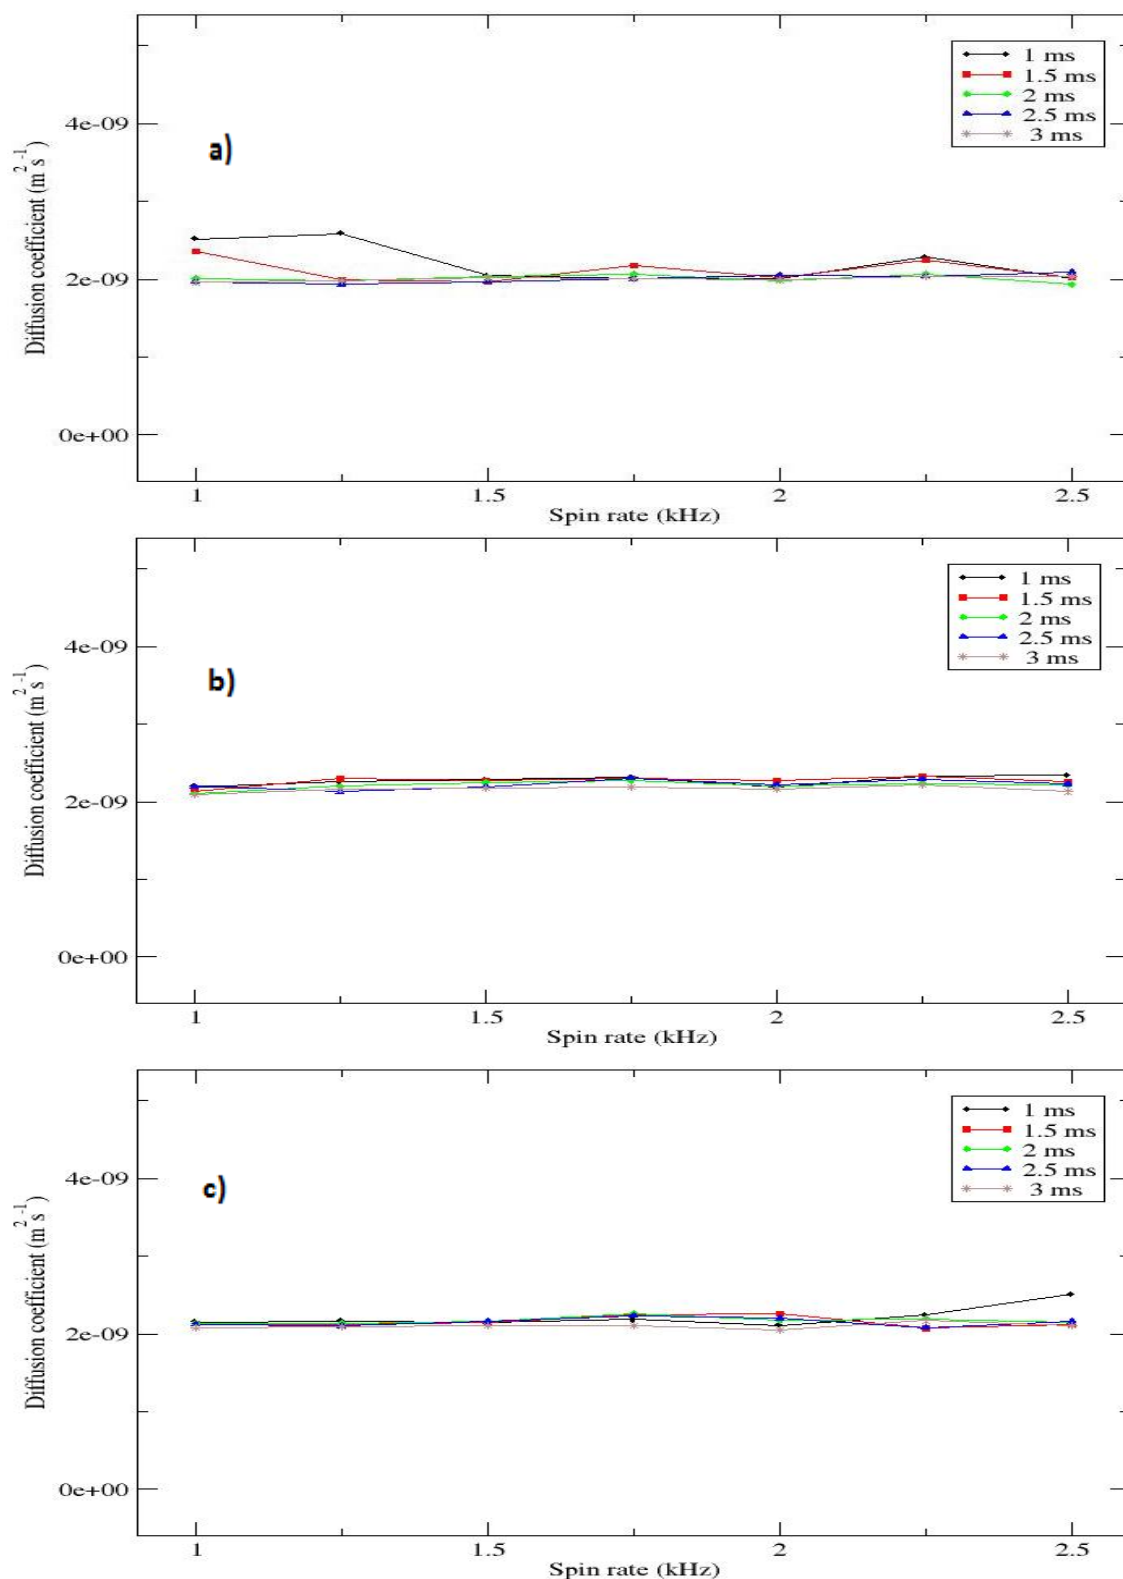 1 ms
1.5 ms
2 ms
2.5 ms
3 ms
a)
4e-09
2e-09
0e+00
Diffusion coefficient (m² s⁻¹)
1 1.5 2 2.5
Spin rate (kHz)
1 ms
1.5 ms
2 ms
2.5 ms
3 ms
b)
4e-09
2e-09
0e+00
Diffusion coefficient (m² s⁻¹)
1 1.5 2 2.5
Spin rate (kHz)
1 ms
1.5 ms
2 ms
2.5 ms
3 ms
c)
4e-09
2e-09
0e+00
Diffusion coefficient (m² s⁻¹)
1 1.5 2 2.5
Spin rate (kHz)